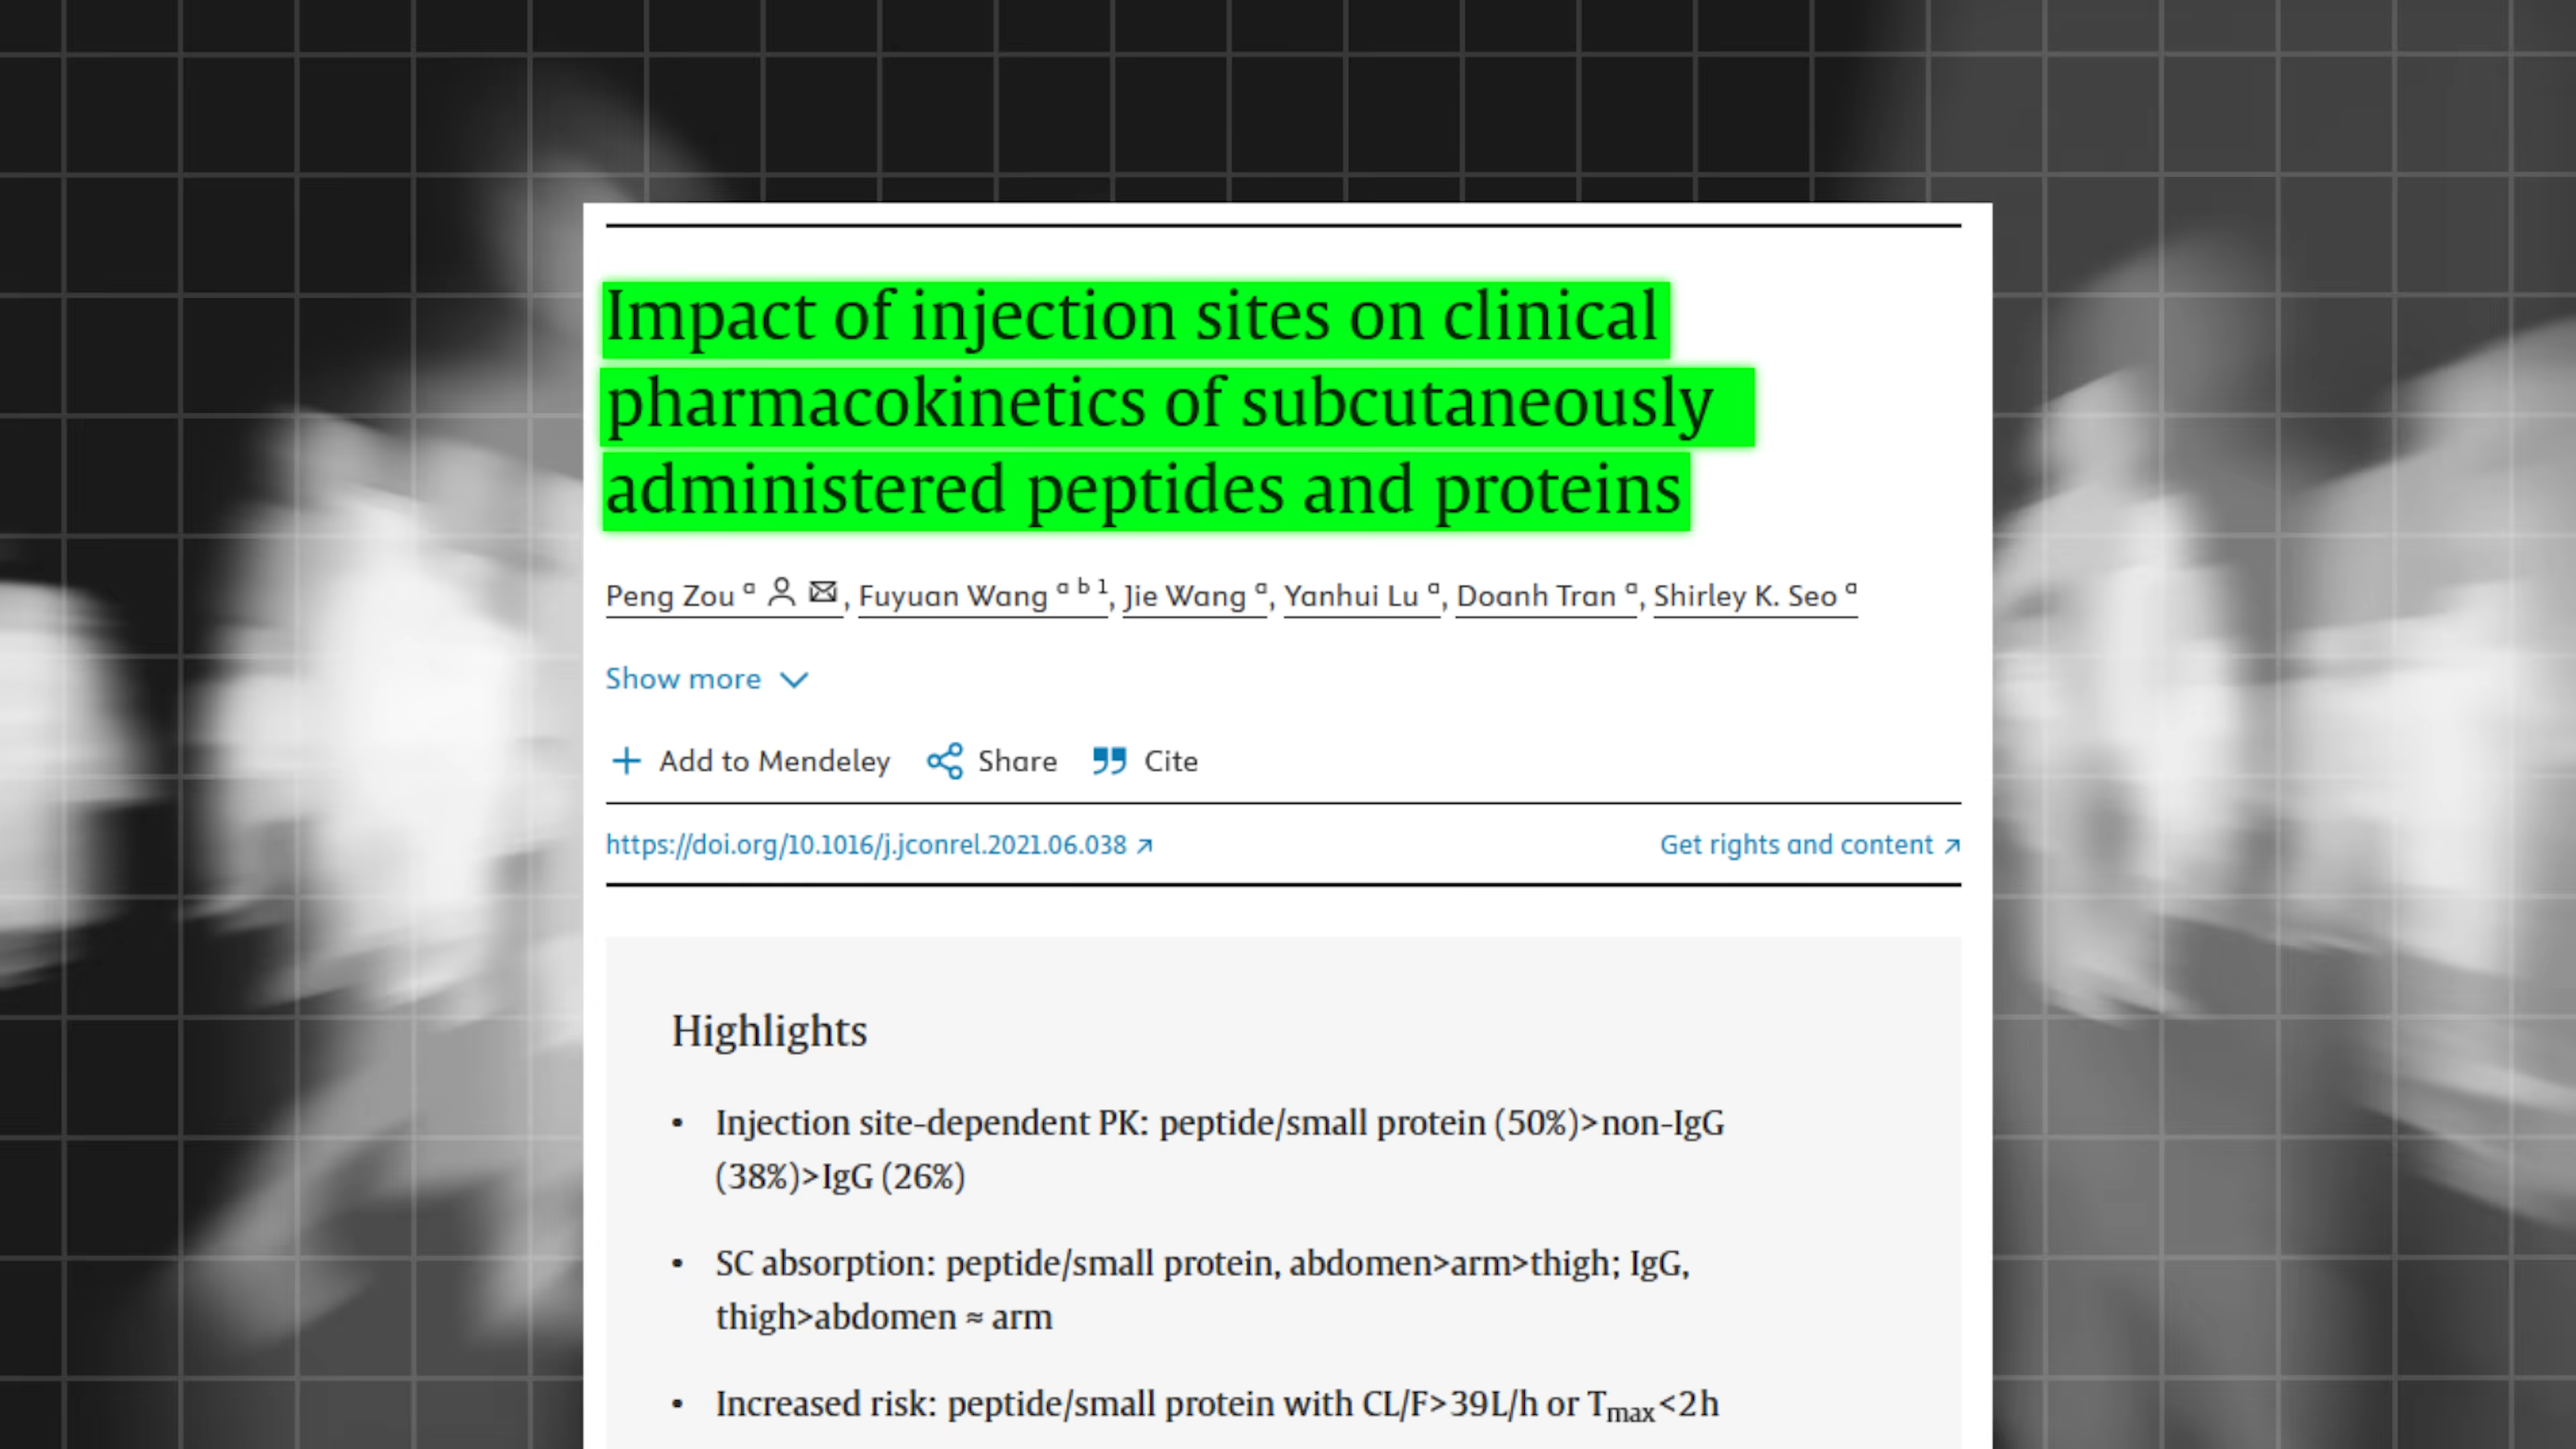 Impact of injection sites on clinical
pharmacokinetics of subcutaneously
administered peptides and proteins
Peng Zou a, Fuyuan Wang a b 1, Jie Wang a, Yanhui Lu a, Doanh Tran a, Shirley K. Seo a
Show more
Add to Mendeley Share Cite
https://doi.org/10.1016/j.jconrel.2021.06.038 Get rights and content
Highlights
• Injection site-dependent PK: peptide/small protein (50%)>non-IgG
(38%)>IgG (26%)
• SC absorption: peptide/small protein, abdomen>arm>thigh; IgG,
thigh>abdomen ≈ arm
• Increased risk: peptide/small protein with CL/F>39L/h or Tmax<2h